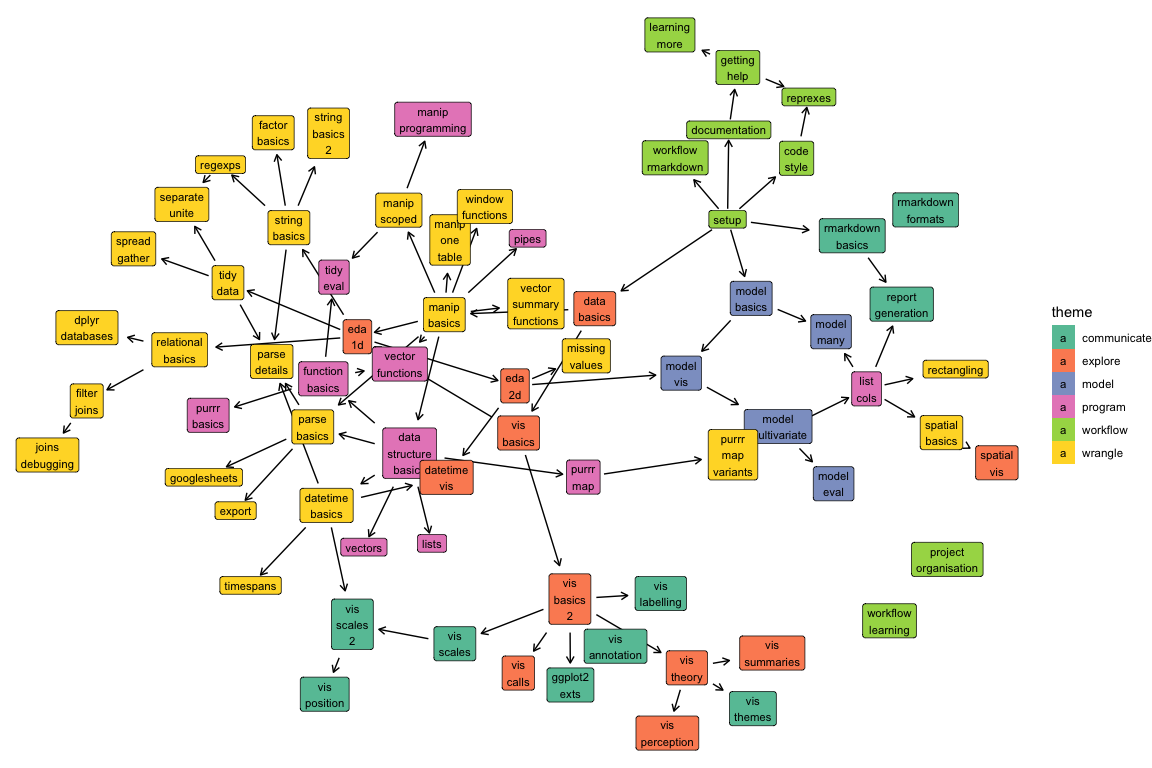 learning
more
getting
help
reprexes
manip
programming
string
basics
2
factor
basics
documentation
workflow
rmarkdown
code
style
regexps
separate
unite
manip
scoped
window
functions
rmarkdown
formats
string
basics
setup
rmarkdown
basics
manip
one
table
pipes
spread
gather
tidy
eval
tidy
data
manip
basics
vector
summary
functions
data
basics
model
basics
report
generation
dplyr
databases
eda
1d
model
many
relational
basics
parse
details
vector
functions
missing
values
function
basics
eda
2d
model
vis
list
cols
rectangling
filter
joins
purrr
basics
parse
basics
vis
basics
model
spatial
basics
joins
debugging
data
structure
purrr
map
variants
spatial
vis
googlesheets
datetime
vis
purrr
map
model
eval
export
datetime
basics
vectors
lists
project
organisation
timespans
vis
basics
2
vis
labelling
workflow
learning
vis
scales
2
vis
scales
vis
annotation
vis
summaries
vis
calls
ggplot2
exts
vis
theory
vis
position
vis
themes
vis
perception
theme
a communicate
a explore
a model
a program
a workflow
a wrangle